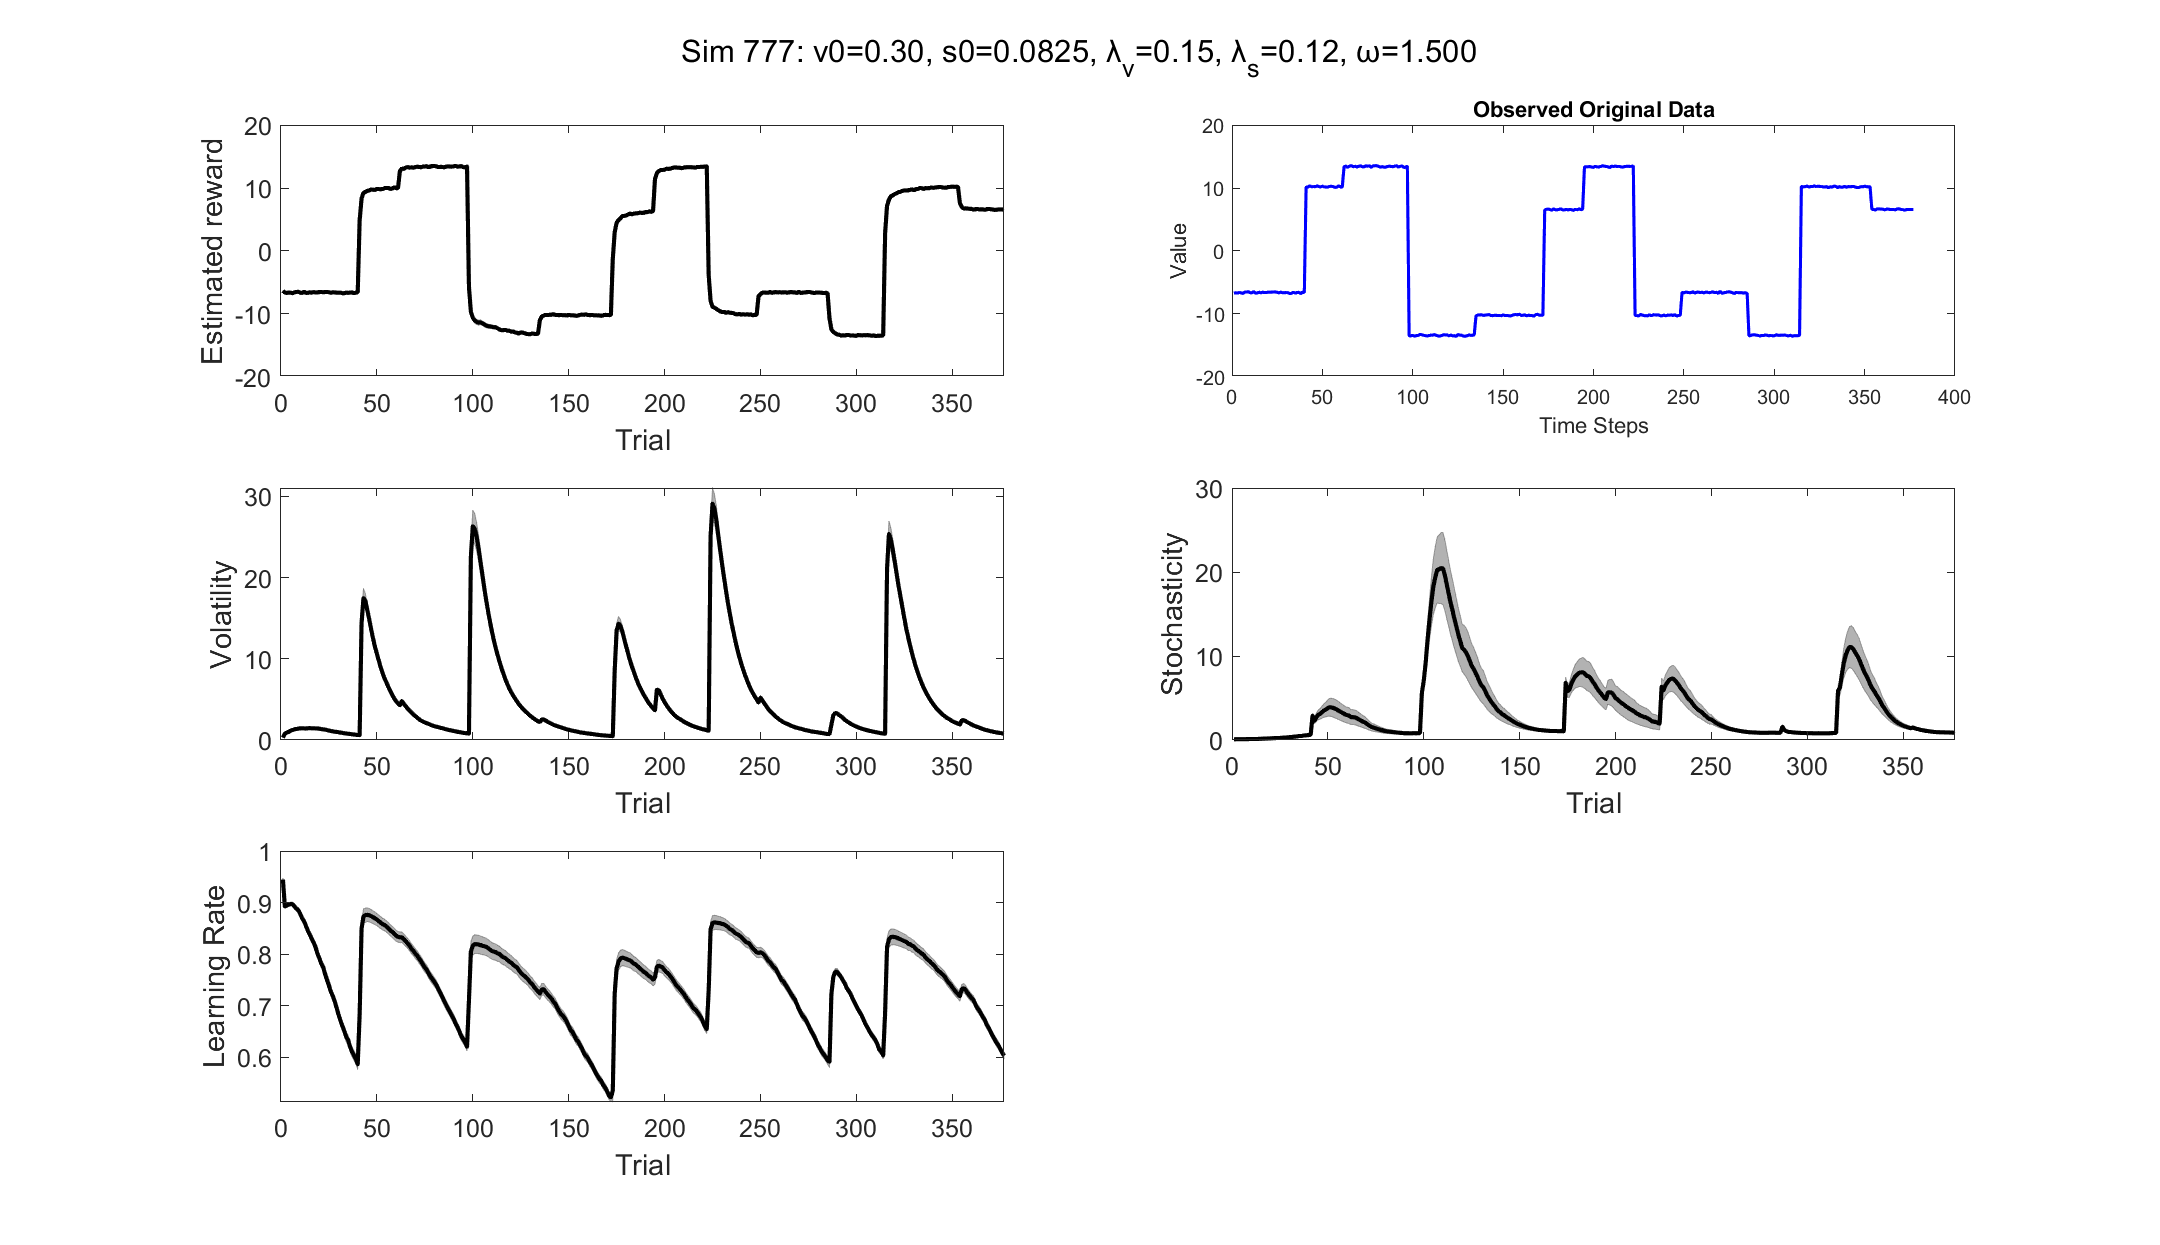 Sim 777: v0=0.30, s0=0.0825, λv=0.15, λs=0.12, ω=1.500
Estimated reward
20
10
0
-10
-20
0 50 100 150 200 250 300 350
Trial
Observed Original Data
Value
20
10
0
-10
-20
0 50 100 150 200 250 300 350 400
Time Steps
Volatility
30
20
10
0
0 50 100 150 200 250 300 350
Trial
Stochasticity
30
20
10
0
0 50 100 150 200 250 300 350
Trial
Learning Rate
1
0.9
0.8
0.7
0.6
0 50 100 150 200 250 300 350
Trial